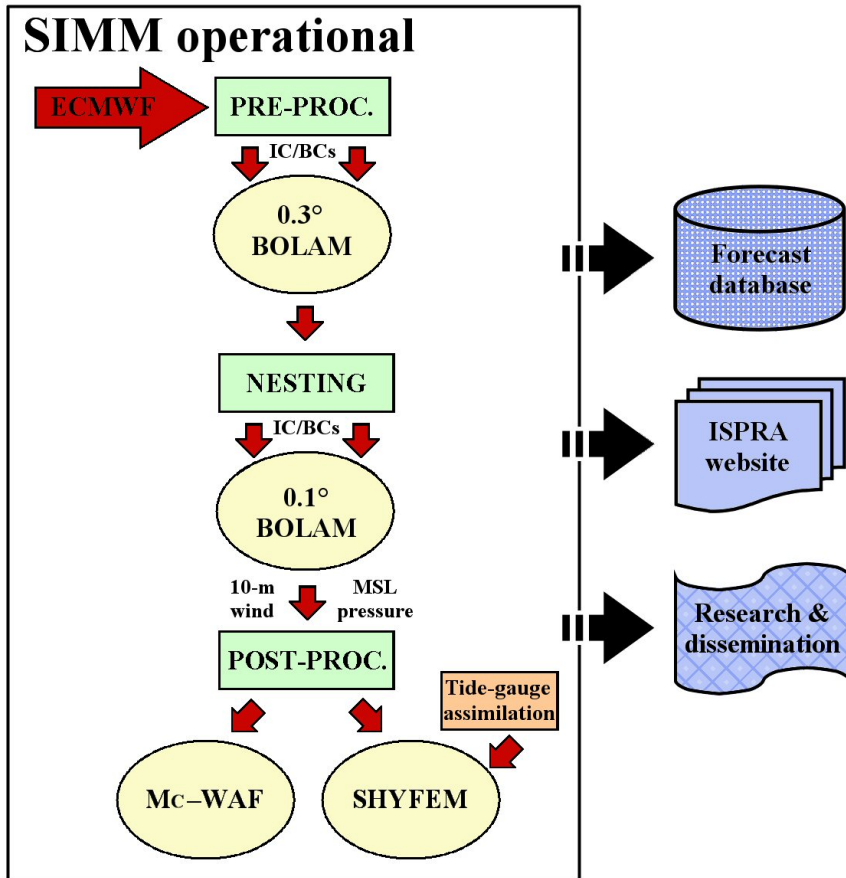 SIMM operational
ECMWF
PRE-PROC.
IC/BCs
0.3°
BOLAM
NESTING
IC/BCs
0.1°
BOLAM
10-m
wind
MSL
pressure
POST-PROC.
Tide-gauge
assimilation
MC–WAF
SHYFEM
Forecast
database
ISPRA
website
Research &
dissemination